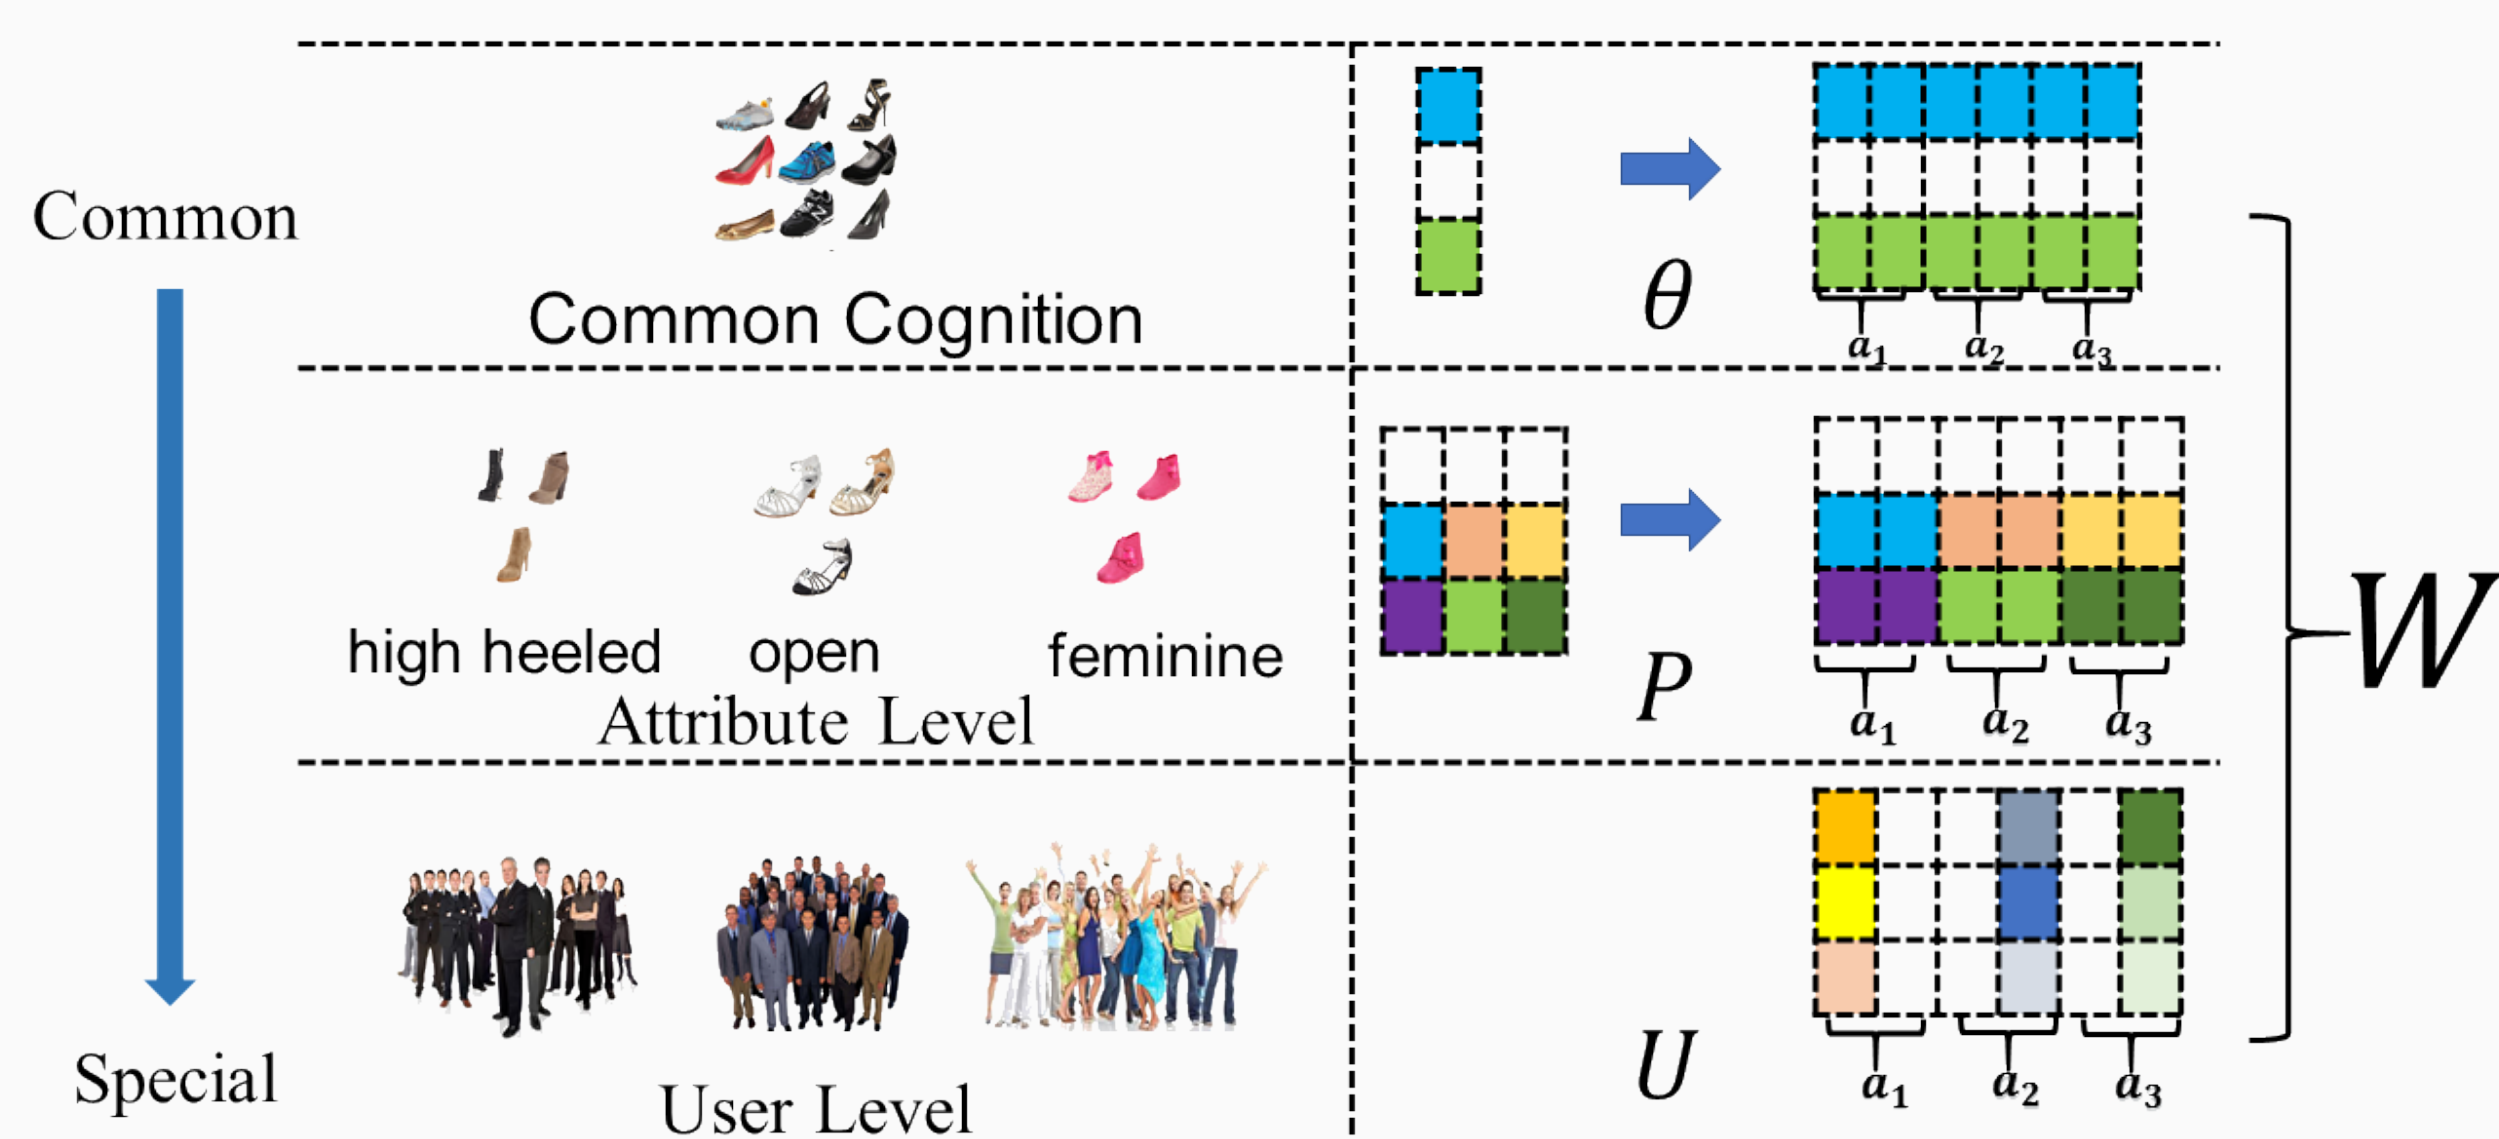 Common
Common Cognition
θ
a₁ a₂ a₃
high heeled
open
feminine
Attribute Level
P
a₁ a₂ a₃
W
Special
User Level
U
a₁ a₂ a₃